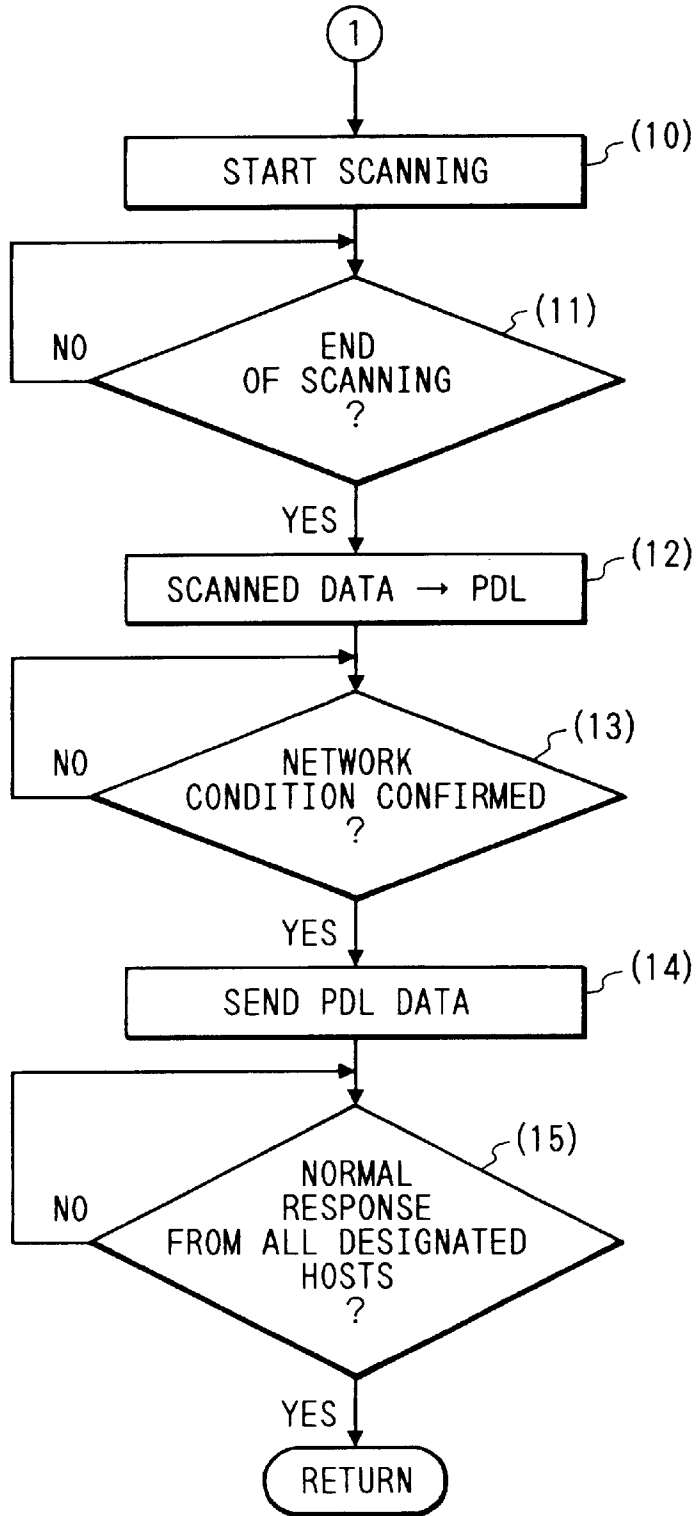 1
START SCANNING
(10)
END
OF SCANNING
?
(11)
NO
YES
SCANNED DATA → PDL
(12)
NETWORK
CONDITION CONFIRMED
?
(13)
NO
YES
SEND PDL DATA
(14)
NORMAL
RESPONSE
FROM ALL DESIGNATED
HOSTS
?
(15)
NO
YES
RETURN